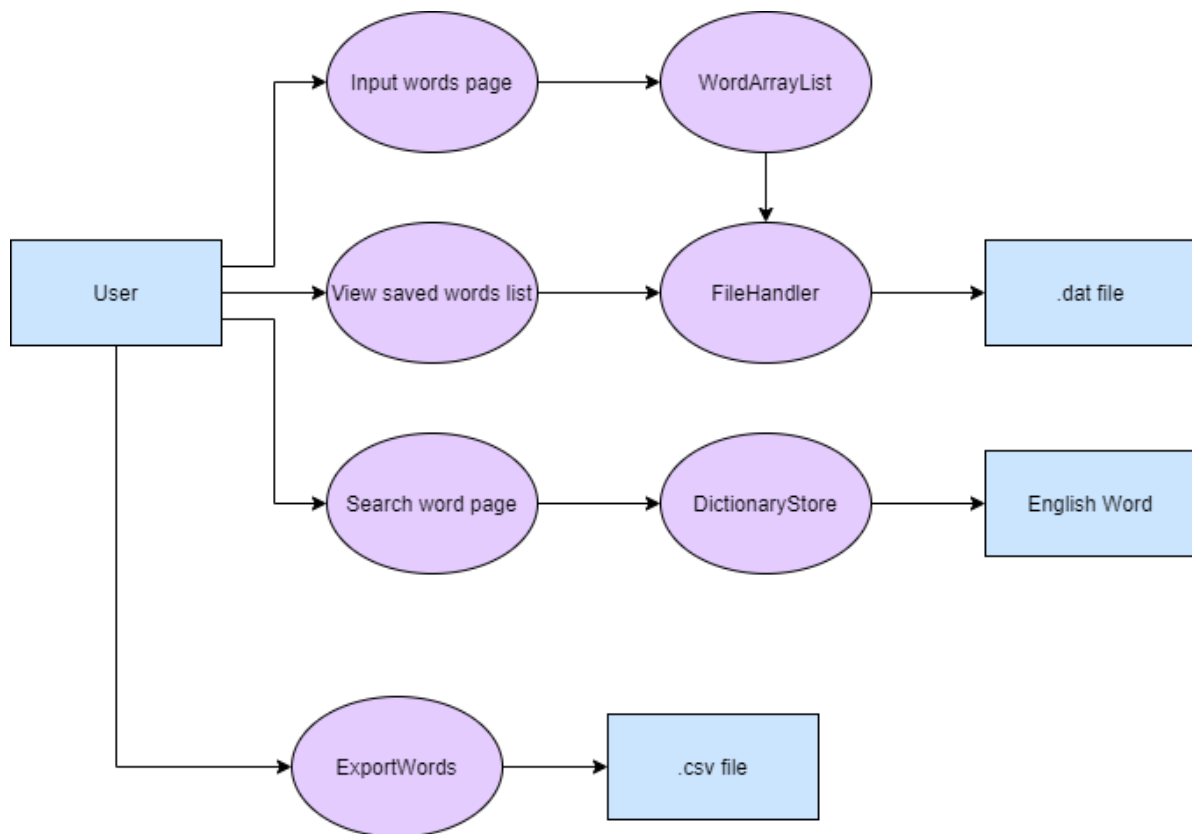 Input words page
WordArrayList
User
View saved words list
FileHandler
.dat file
Search word page
DictionaryStore
English Word
ExportWords
.csv file